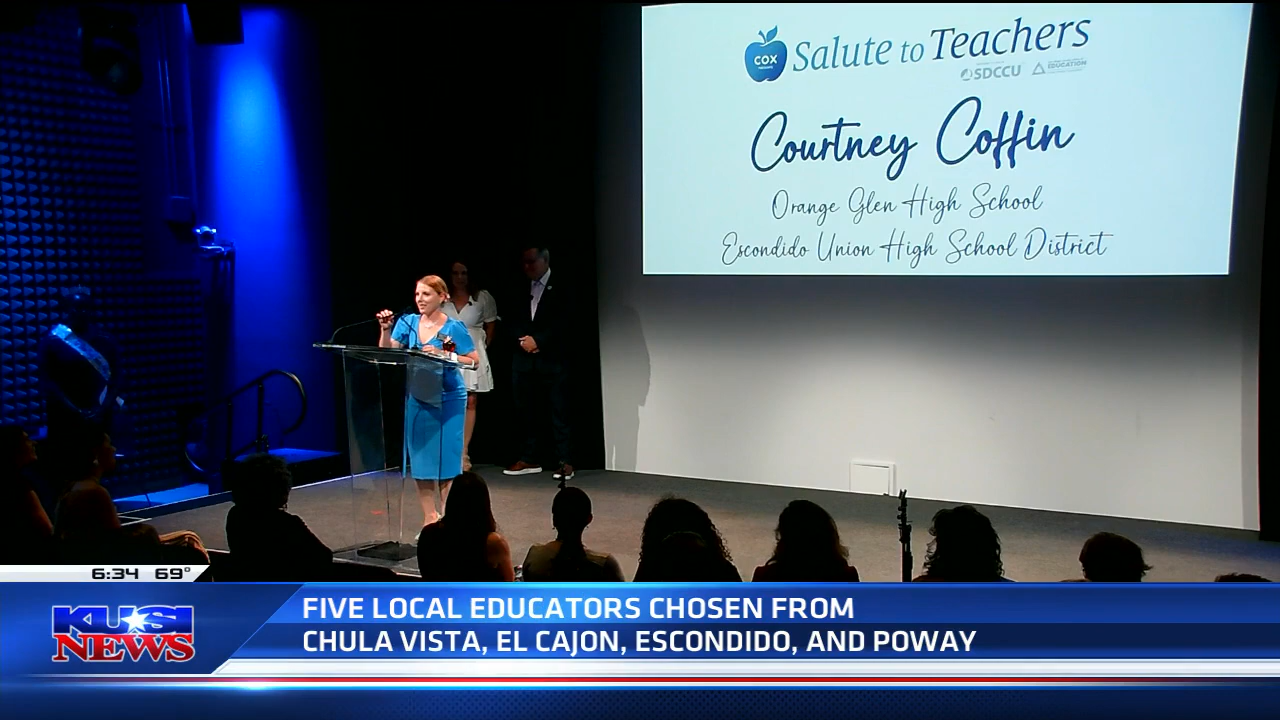 COX
Salute to Teachers
SDCCU
EDUCATION
Courtney Coffin
Orange Glen High School
Escondido Union High School District
6:34 69°
KUSI
NEWS
FIVE LOCAL EDUCATORS CHOSEN FROM
CHULA VISTA, EL CAJON, ESCONDIDO, AND POWAY